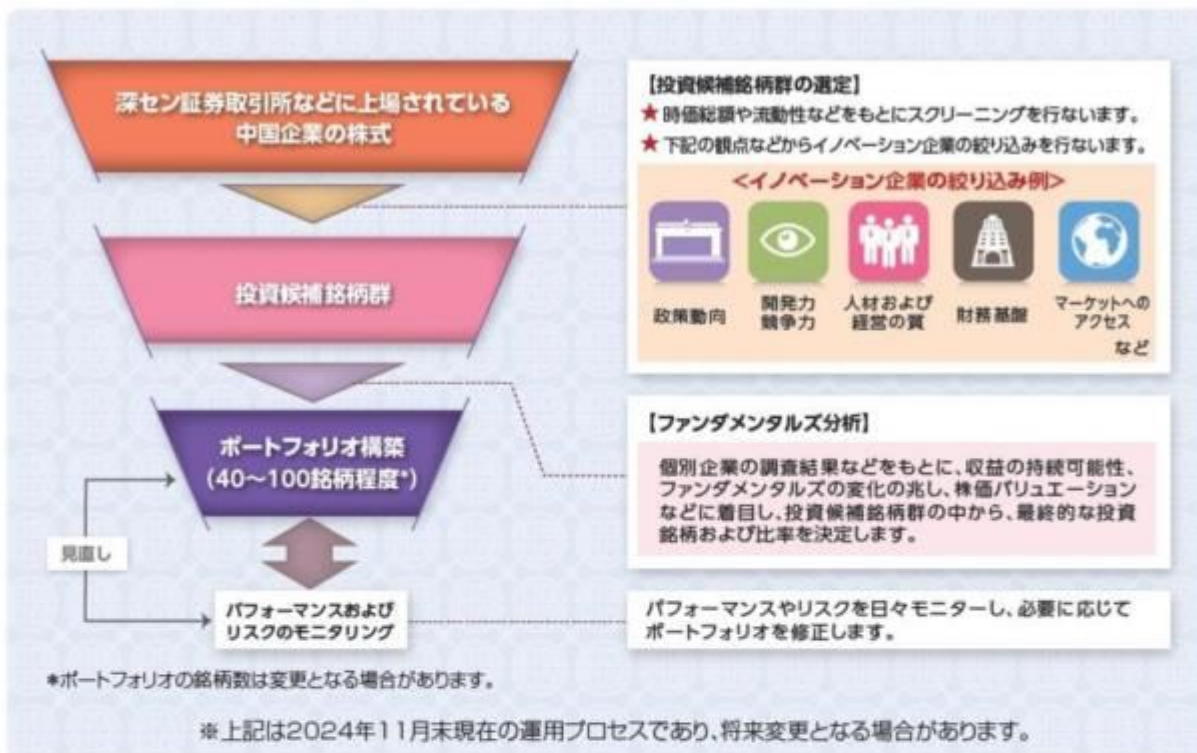 深セン証券取引所などに上場されている
中国企業の株式
【投資候補銘柄群の選定】
★時価総額や流動性などをもとにスクリーニングを行ないます。
★下記の観点などからイノベーション企業の絞り込みを行ないます。
<イノベーション企業の絞り込み例>
政策動向
開発力
競争力
人材および
経営の質
財務基盤
マーケットへの
アクセス
など
投資候補銘柄群
ポートフォリオ構築
(40～100銘柄程度*)
【ファンダメンタルズ分析】
個別企業の調査結果などをもとに、収益の持続可能性、
ファンダメンタルズの変化の兆し、株価バリュエーション
などに着目し、投資候補銘柄群の中から、最終的な投資
銘柄および比率を決定します。
見直し
パフォーマンスおよび
リスクのモニタリング
パフォーマンスやリスクを日々モニターし、必要に応じて
ポートフォリオを修正します。
*ポートフォリオの銘柄数は変更となる場合があります。
※上記は2024年11月末現在の運用プロセスであり、将来変更となる場合があります。